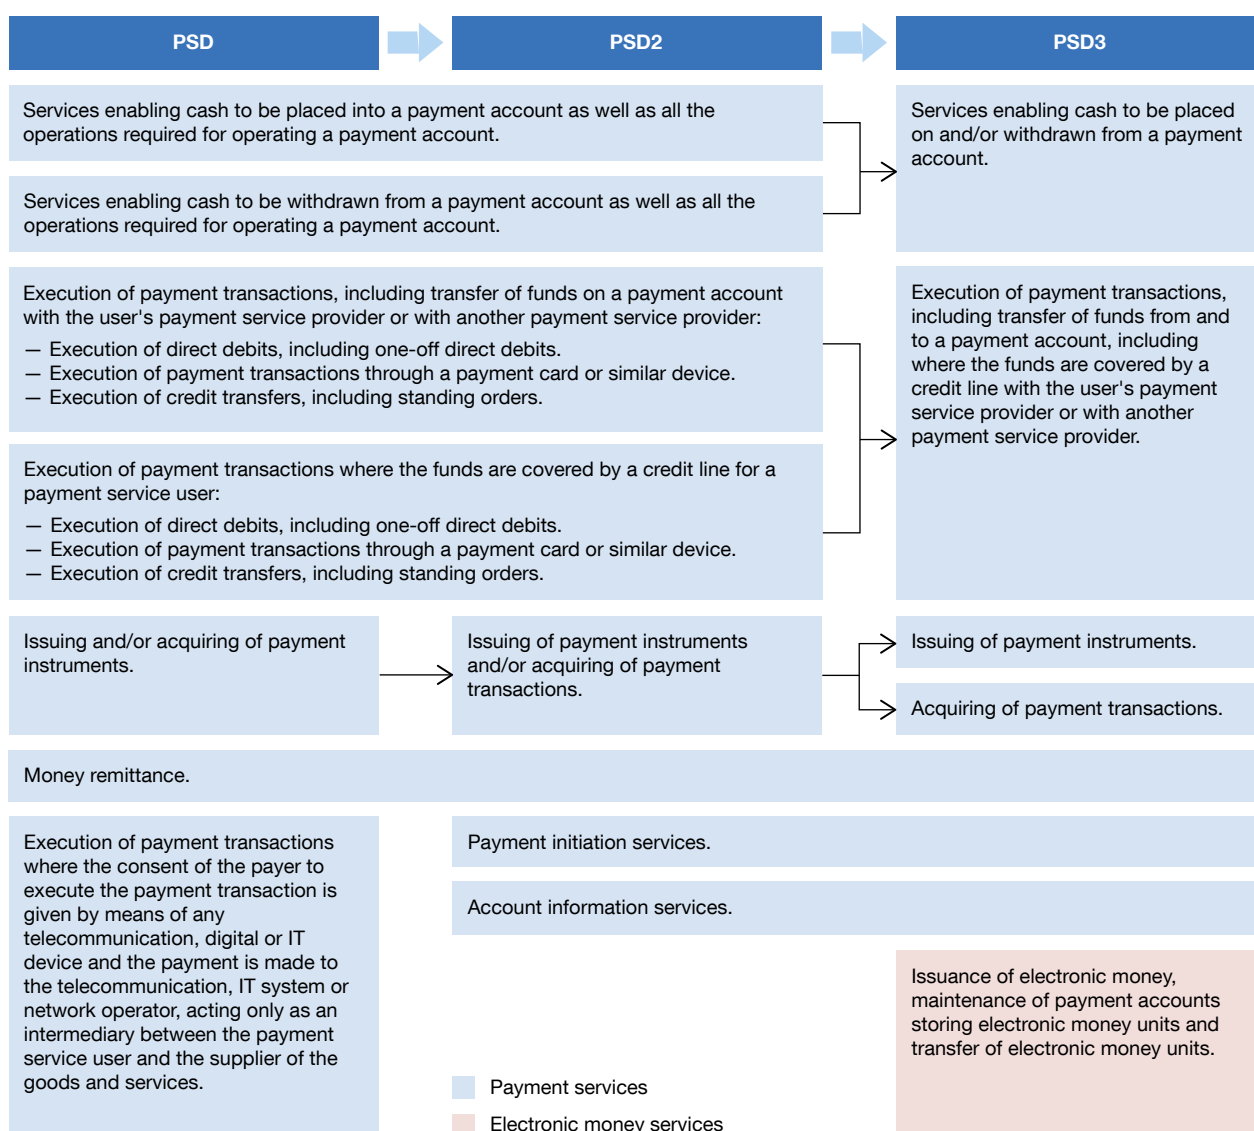 PSD
PSD2
PSD3
Services enabling cash to be placed into a payment account as well as all the
operations required for operating a payment account.
Services enabling cash to be placed
on and/or withdrawn from a payment
account.
Services enabling cash to be withdrawn from a payment account as well as all the
operations required for operating a payment account.
Execution of payment transactions, including transfer of funds on a payment account
with the user's payment service provider or with another payment service provider:
— Execution of direct debits, including one-off direct debits.
— Execution of payment transactions through a payment card or similar device.
— Execution of credit transfers, including standing orders.
Execution of payment transactions,
including transfer of funds from and
to a payment account, including
where the funds are covered by a
credit line with the user's payment
service provider or with another
payment service provider.
Execution of payment transactions where the funds are covered by a credit line for a
payment service user:
— Execution of direct debits, including one-off direct debits.
— Execution of payment transactions through a payment card or similar device.
— Execution of credit transfers, including standing orders.
Issuing and/or acquiring of payment
instruments.
Issuing of payment instruments
and/or acquiring of payment
transactions.
Issuing of payment instruments.
Acquiring of payment transactions.
Money remittance.
Execution of payment transactions
where the consent of the payer to
execute the payment transaction is
given by means of any
telecommunication, digital or IT
device and the payment is made to
the telecommunication, IT system or
network operator, acting only as an
intermediary between the payment
service user and the supplier of the
goods and services.
Payment initiation services.
Account information services.
Issuance of electronic money,
maintenance of payment accounts
storing electronic money units and
transfer of electronic money units.
Payment services
Electronic money services